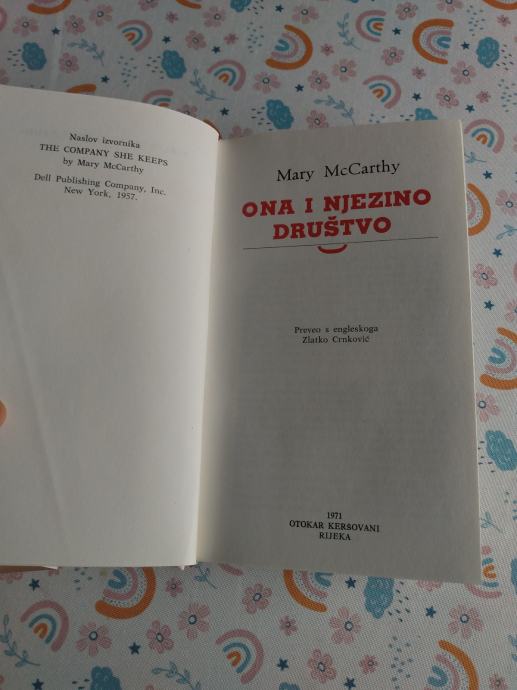 Naslov izvornika
THE COMPANY SHE KEEPS
by Mary McCarthy
Dell Publishing Company, Inc.
New York, 1957.
Mary McCarthy
ONA I NJEZINO
DRUŠTVO
Preveo s engleskoga
Zlatko Crnković
1971
OTOKAR KERŠOVANI
RIJEKA